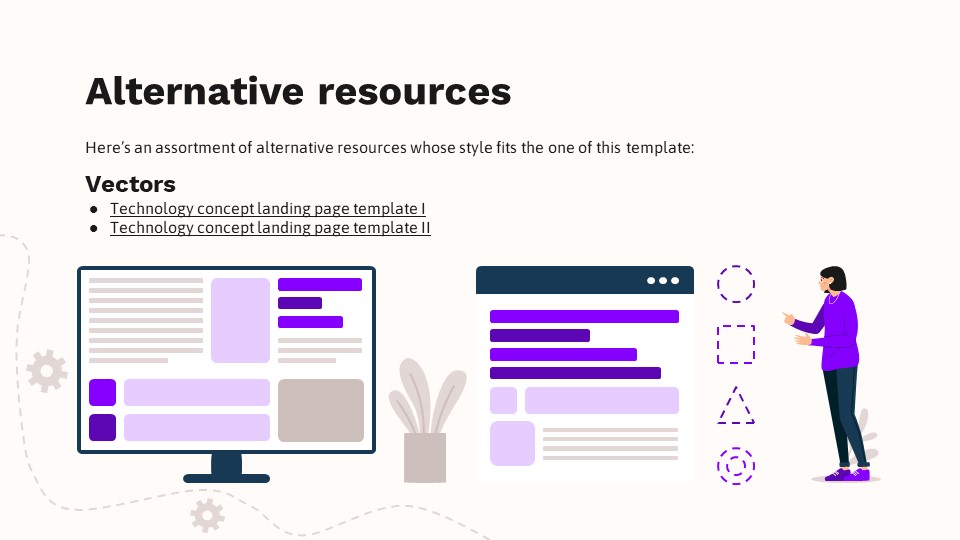 Alternative resources
Here’s an assortment of alternative resources whose style fits the one of this template:
Vectors
● Technology concept landing page template I
● Technology concept landing page template II